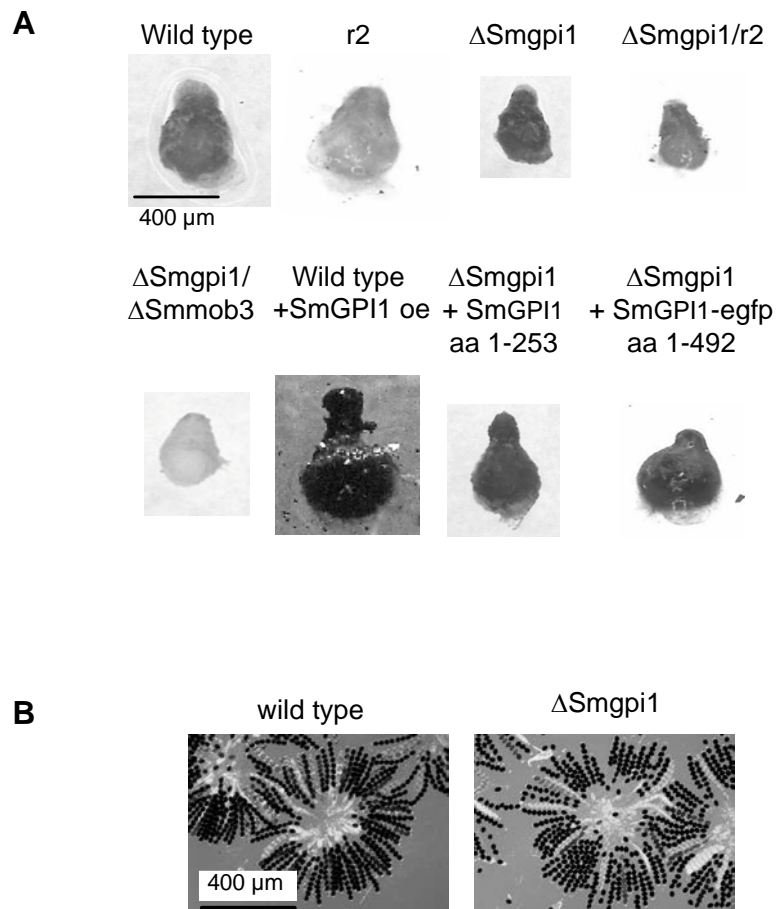 A
Wild type
r2
ΔSmgpi1
ΔSmgpi1/r2
400 µm
ΔSmgpi1/
ΔSmmob3
Wild type
+SmGPI1 oe
ΔSmgpi1
+ SmGPI1
aa 1-253
ΔSmgpi1
+ SmGPI1-egfp
aa 1-492
B
wild type
ΔSmgpi1
400 µm